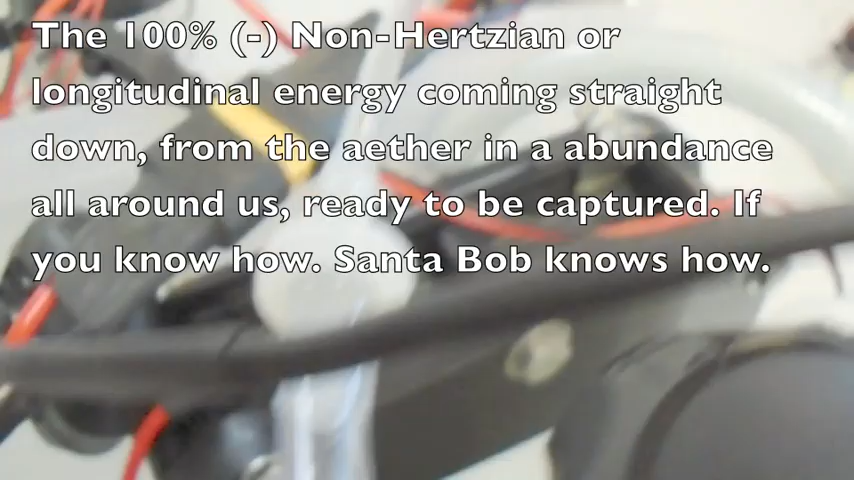 The 100% (-) Non-Hertzian or
longitudinal energy coming straight
down, from the aether in a abundance
all around us, ready to be captured. If
you know how. Santa Bob knows how.